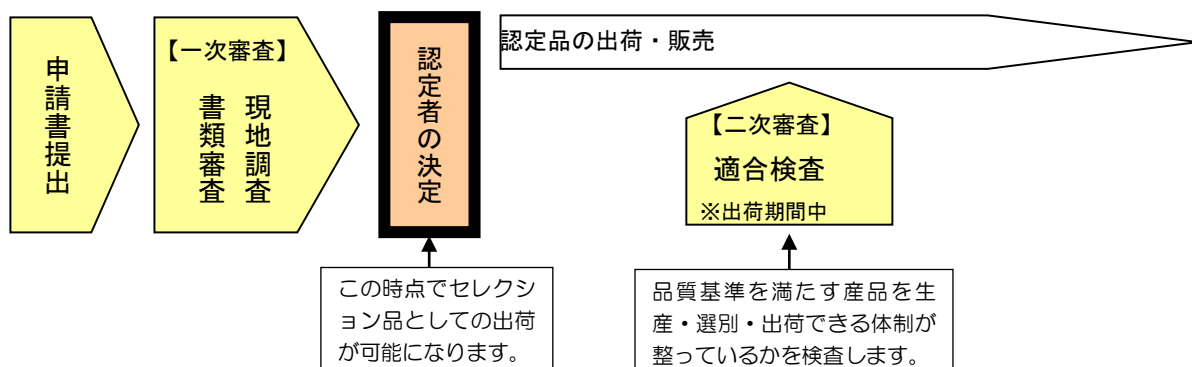 申請書提出
【一次審査】
現地調査
書類審査
認定者の決定
認定品の出荷・販売
【二次審査】
適合検査
※出荷期間中
この時点でセレクシ
ョン品としての出荷
が可能になります。
品質基準を満たす産品を生
産・選別・出荷できる体制が
整っているかを検査します。